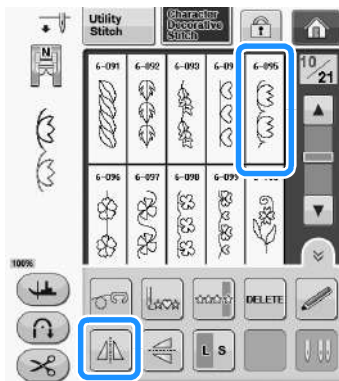 Utility
Stitch
Character
Decorative
Stitch
10/21
N
6-091
6-092
6-093
6-09
6-095
6-096
6-097
6-098
6-099
100%
DELETE
L S